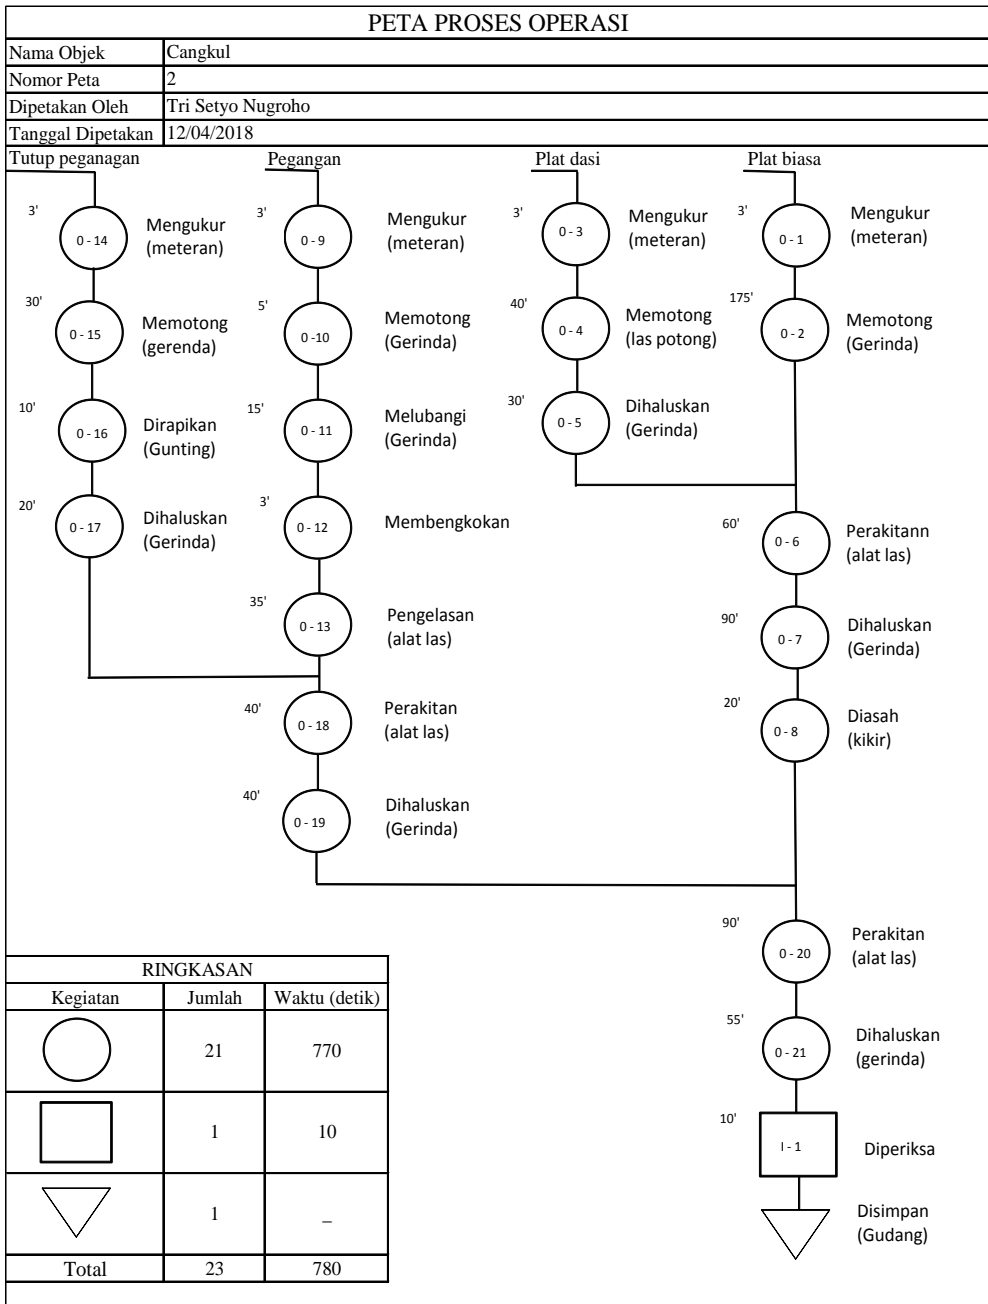 PETA PROSES OPERASI
Nama Objek Cangkul
Nomor Peta 2
Dipetakan Oleh Tri Setyo Nugroho
Tanggal Dipetakan 12/04/2018
Tutup peganagan
3'
0 - 14
Mengukur
(meteran)
30'
0 - 15
Memotong
(gerenda)
10'
0 - 16
Dirapikan
(Gunting)
20'
0 - 17
Dihaluskan
(Gerinda)
Pegangan
3'
0 - 9
Mengukur
(meteran)
5'
0 -10
Memotong
(Gerinda)
15'
0 - 11
Melubangi
(Gerinda)
3'
0 - 12
Membengkokan
35'
0 - 13
Pengelasan
(alat las)
40'
0 - 18
Perakitan
(alat las)
40'
0 - 19
Dihaluskan
(Gerinda)
Plat dasi
3'
0 - 3
Mengukur
(meteran)
40'
0 - 4
Memotong
(las potong)
30'
0 - 5
Dihaluskan
(Gerinda)
Plat biasa
3'
0 - 1
Mengukur
(meteran)
175'
0 - 2
Memotong
(Gerinda)
60'
0 - 6
Perakitann
(alat las)
90'
0 - 7
Dihaluskan
(Gerinda)
20'
0 - 8
Diasah
(kikir)
90'
0 - 20
Perakitan
(alat las)
55'
0 - 21
Dihaluskan
(gerinda)
10'
I - 1
Diperiksa
Disimpan
(Gudang)
RINGKASAN
Kegiatan Jumlah Waktu (detik)
21 770
1 10
1 _
Total 23 780